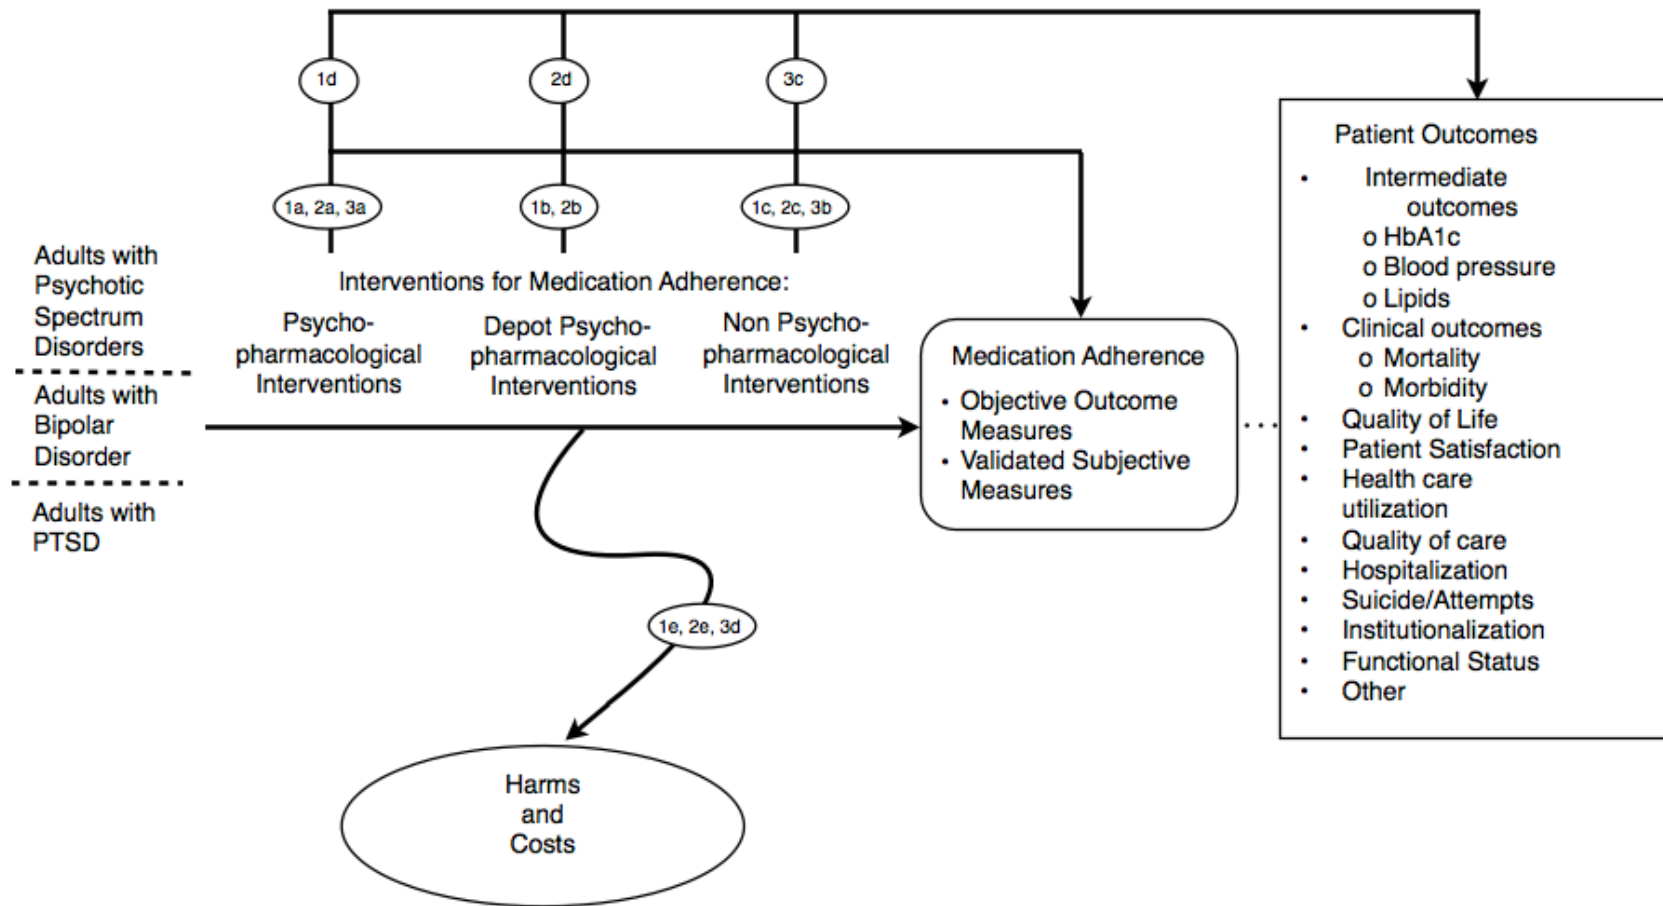 1d
2d
3c
1a, 2a, 3a
1b, 2b
1c, 2c, 3b
Adults with
Psychotic
Spectrum
Disorders
Adults with
Bipolar
Disorder
Adults with
PTSD
Interventions for Medication Adherence:
Psycho-
pharmacological
Interventions
Depot Psycho-
pharmacological
Interventions
Non Psycho-
pharmacological
Interventions
Medication Adherence
• Objective Outcome
Measures
• Validated Subjective
Measures
Patient Outcomes
• Intermediate
outcomes
o HbA1c
o Blood pressure
o Lipids
• Clinical outcomes
o Mortality
o Morbidity
• Quality of Life
• Patient Satisfaction
• Health care
utilization
• Quality of care
• Hospitalization
• Suicide/Attempts
• Institutionalization
• Functional Status
• Other
1e, 2e, 3d
Harms
and
Costs